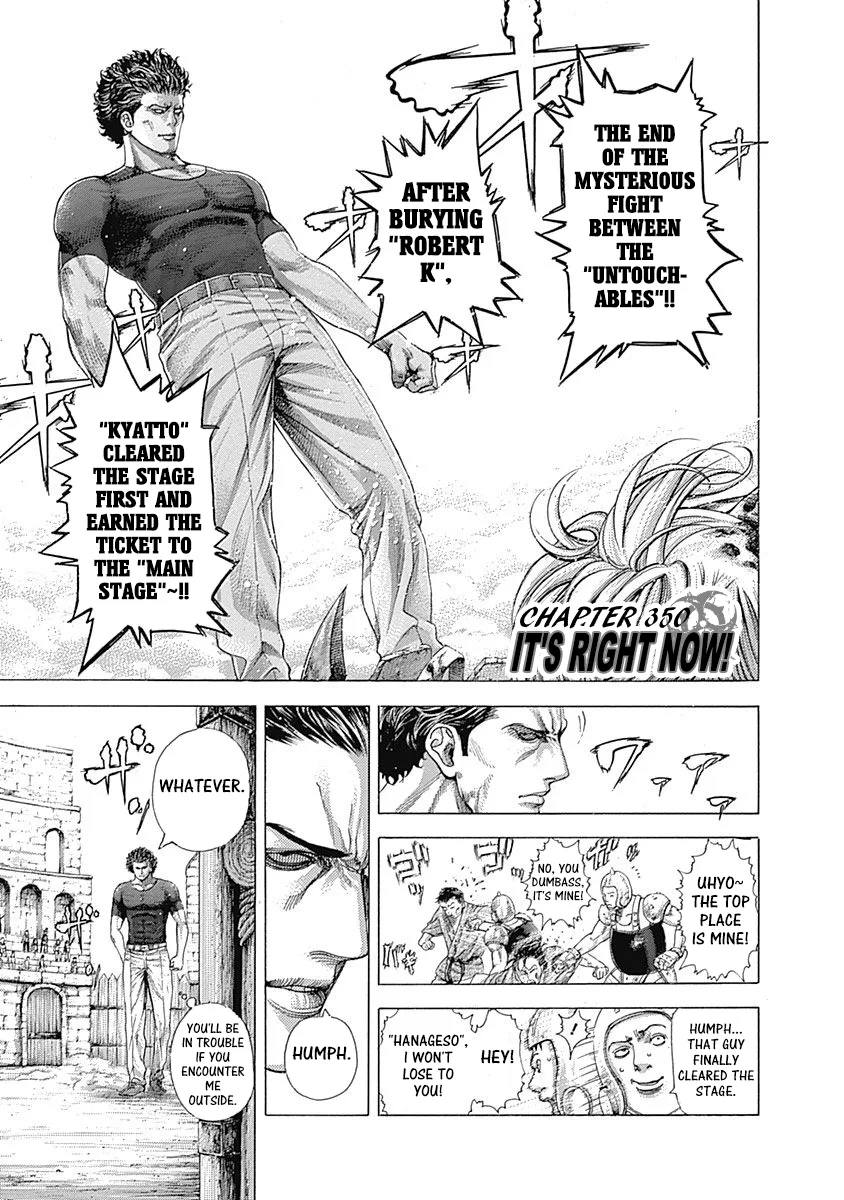 THE END
OF THE
MYSTERIOUS
FIGHT
BETWEEN
THE
"UNTOUCH-
ABLES"!!
AFTER
BURYING
"ROBERT
K",
"KYATTO"
CLEARED
THE STAGE
FIRST AND
EARNED THE
TICKET TO
THE "MAIN
STAGE"~!!
CHAPTER 350
IT'S RIGHT NOW!
UHYO~
THE TOP
PLACE
IS MINE!
NO, YOU
DUMBASS,
IT'S MINE!
HUMPH...
THAT GUY
FINALLY
CLEARED THE
STAGE.
!
HEY!
"HANAGESO",
I WON'T
LOSE TO
YOU!
HUMPH.
WHATEVER.
YOU'LL BE
IN TROUBLE
IF YOU
ENCOUNTER
ME
OUTSIDE.